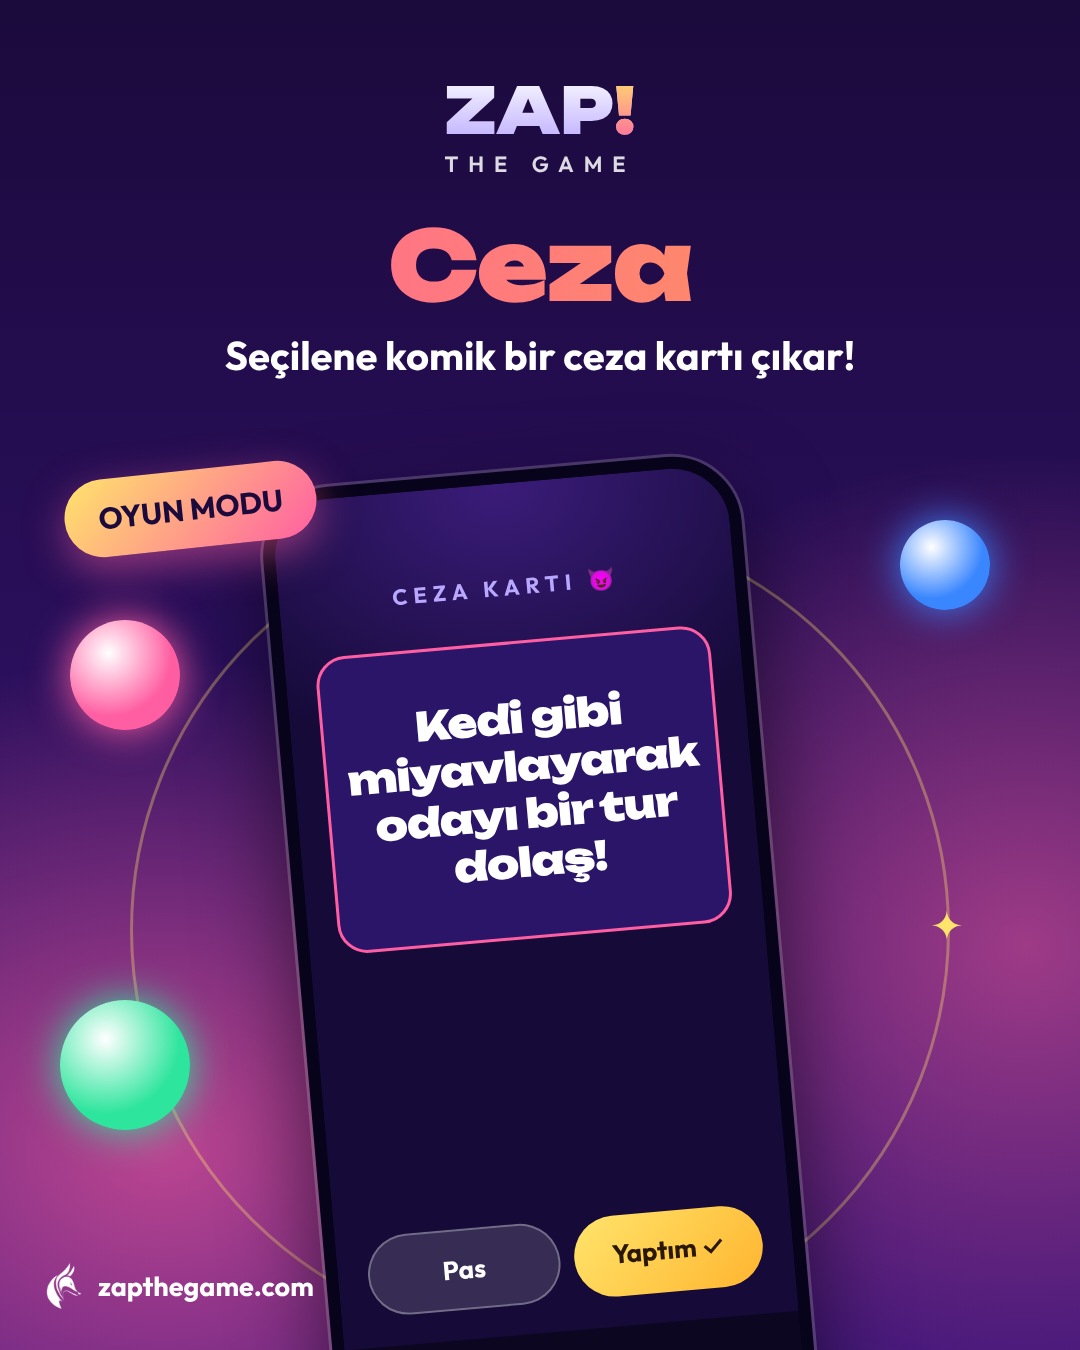 ZAP!
THE GAME
Ceza
Seçilene komik bir ceza kartı çıkar!
OYUN MODU
CEZA KARTI 😈
Kedi gibi
miyavlayarak
odayı bir tur
dolaş!
Pas
Yaptım ✓
zapthegame.com